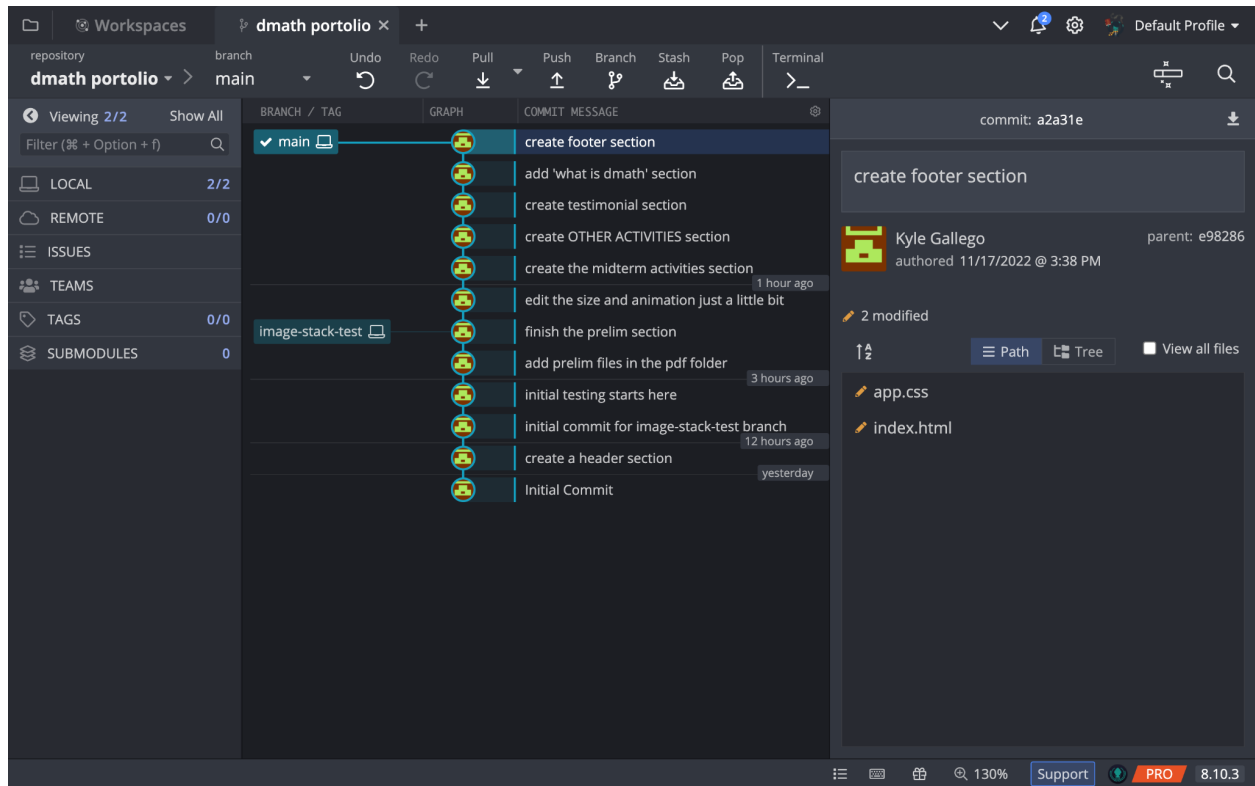 Workspaces
dmath portolio
2
Default Profile
repository
branch
dmath portolio
main
Undo
Redo
Pull
Push
Branch
Stash
Pop
Terminal
Viewing 2/2
Show All
Filter (⌘ + Option + f)
LOCAL 2/2
REMOTE 0/0
ISSUES
TEAMS
TAGS 0/0
SUBMODULES 0
BRANCH / TAG
GRAPH
COMMIT MESSAGE
main
create footer section
add 'what is dmath' section
create testimonial section
create OTHER ACTIVITIES section
create the midterm activities section
1 hour ago
edit the size and animation just a little bit
image-stack-test
finish the prelim section
add prelim files in the pdf folder
3 hours ago
initial testing starts here
initial commit for image-stack-test branch
12 hours ago
create a header section
yesterday
Initial Commit
commit: a2a31e
create footer section
Kyle Gallego
parent: e98286
authored 11/17/2022 @ 3:38 PM
2 modified
A
Z
Path
Tree
View all files
app.css
index.html
130%
Support
PRO
8.10.3